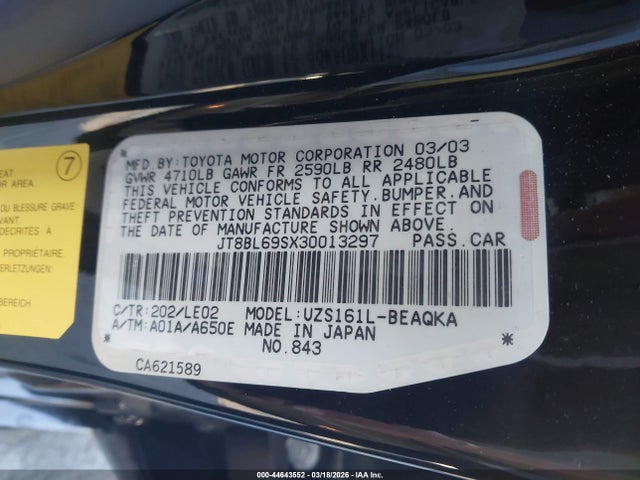 MFD. BY: TOYOTA MOTOR CORPORATION 03/03
GVWR 4710LB GAWR FR 2590LB RR 2480LB
THIS VEHICLE CONFORMS TO ALL APPLICABLE
FEDERAL MOTOR VEHICLE SAFETY, BUMPER, AND
THEFT PREVENTION STANDARDS IN EFFECT ON
THE DATE OF MANUFACTURE SHOWN ABOVE.
JT8BL69SX30013297 PASS. CAR
C/TR: 202/LE02 MODEL: UZS161L-BEAQKA
A/TM: A01A/A650E MADE IN JAPAN
NO. 843
CA621589
7
EAT
OR AREA
OU BLESSURE GRAVE
VANT
BEREICH
000-44643552 - 03/18/2026 - IAA Inc.